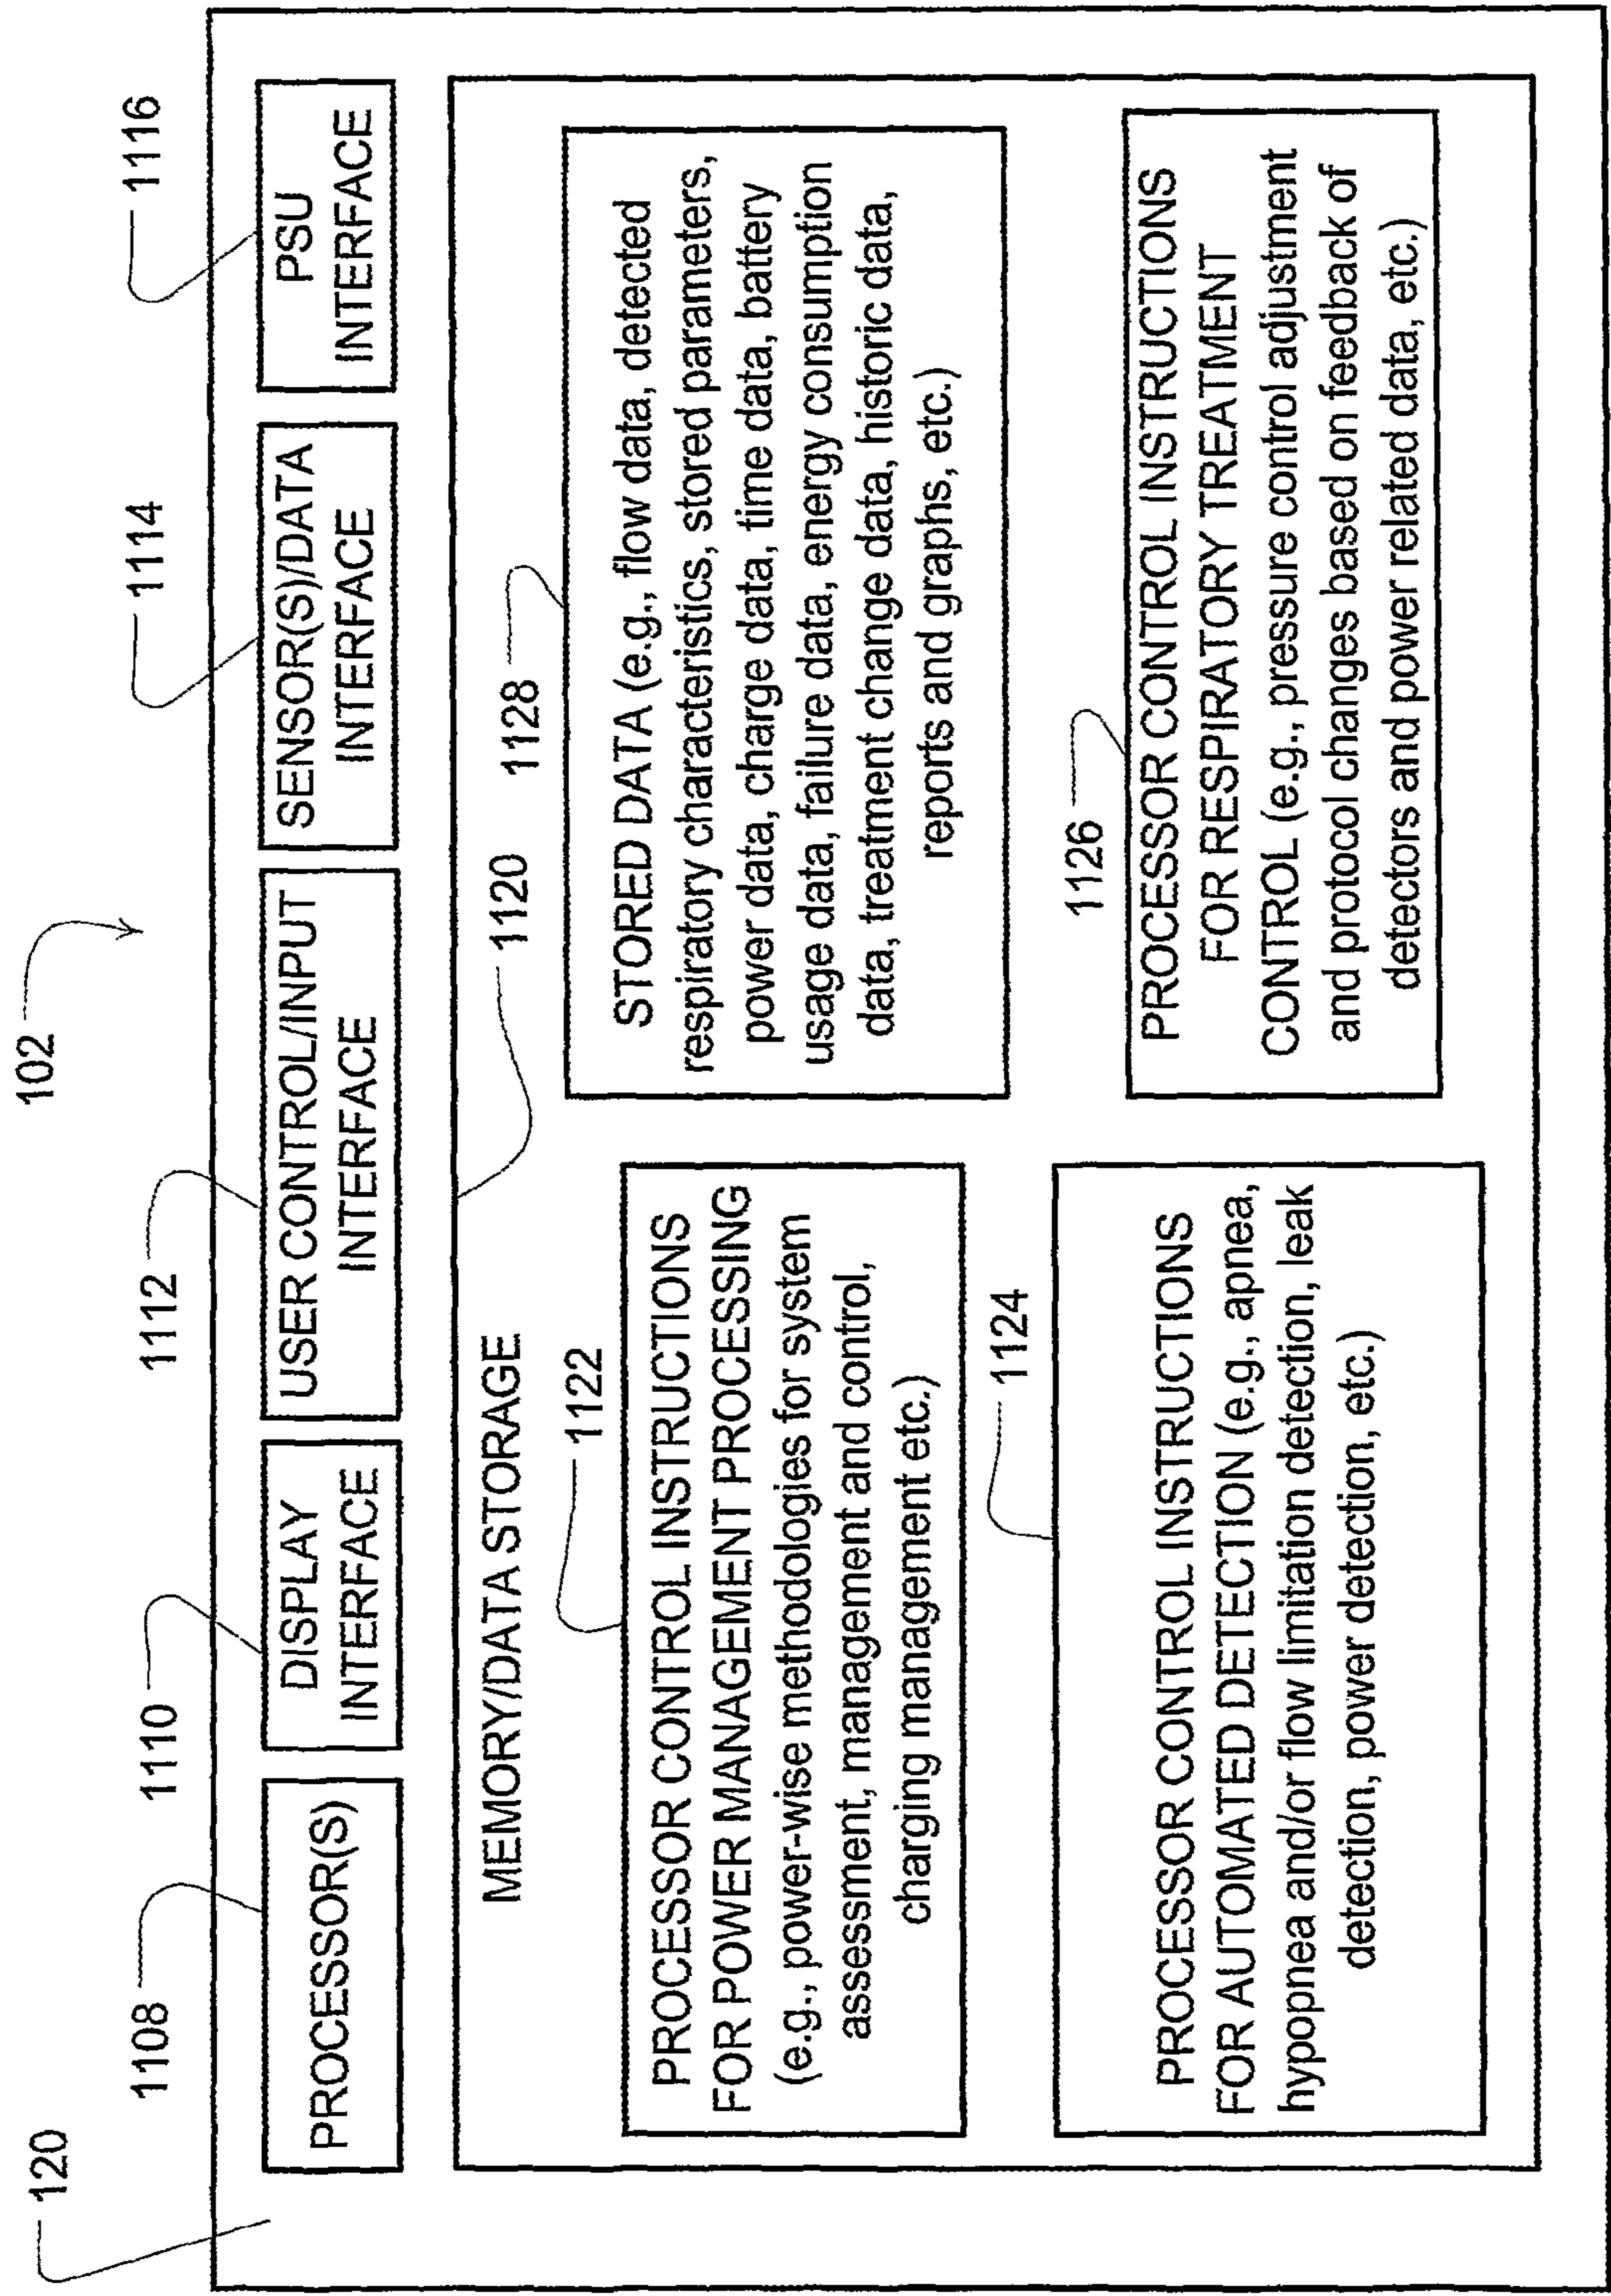 102
120
1108
1110
1112
1114
1116
PROCESSOR(S)
DISPLAY
INTERFACE
USER CONTROL/INPUT
INTERFACE
SENSOR(S)/DATA
INTERFACE
PSU
INTERFACE
MEMORY/DATA STORAGE
1120
1122
PROCESSOR CONTROL INSTRUCTIONS
FOR POWER MANAGEMENT PROCESSING
(e.g., power-wise methodologies for system
assessment, management and control,
charging management etc.)
1128
STORED DATA (e.g., flow data, detected
respiratory characteristics, stored parameters,
power data, charge data, time data, battery
usage data, failure data, energy consumption
data, treatment change data, historic data,
reports and graphs, etc.)
1124
PROCESSOR CONTROL INSTRUCTIONS
FOR AUTOMATED DETECTION (e.g., apnea,
hypopnea and/or flow limitation detection, leak
detection, power detection, etc.)
1126
PROCESSOR CONTROL INSTRUCTIONS
FOR RESPIRATORY TREATMENT
CONTROL (e.g., pressure control adjustment
and protocol changes based on feedback of
detectors and power related data, etc.)